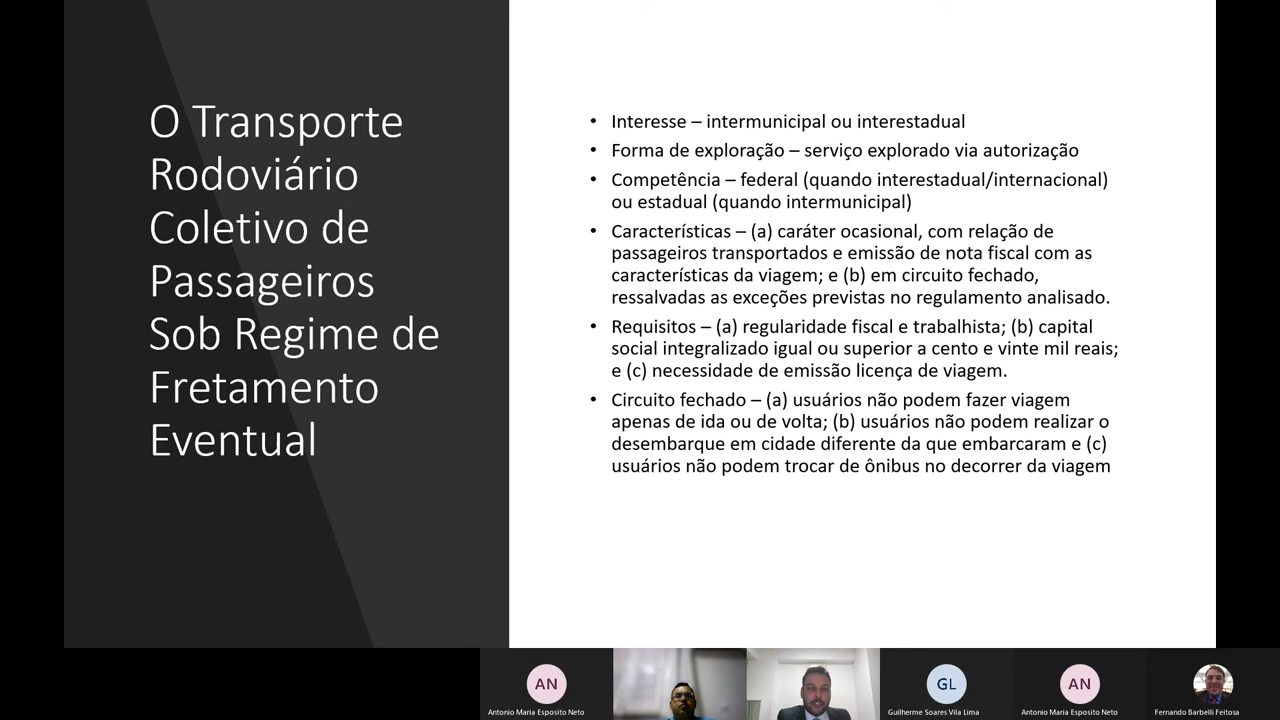 O Transporte
Rodoviário
Coletivo de
Passageiros
Sob Regime de
Fretamento
Eventual
• Interesse – intermunicipal ou interestadual
• Forma de exploração – serviço explorado via autorização
• Competência – federal (quando interestadual/internacional)
ou estadual (quando intermunicipal)
• Características – (a) caráter ocasional, com relação de
passageiros transportados e emissão de nota fiscal com as
características da viagem; e (b) em circuito fechado,
ressalvadas as exceções previstas no regulamento analisado.
• Requisitos – (a) regularidade fiscal e trabalhista; (b) capital
social integralizado igual ou superior a cento e vinte mil reais;
e (c) necessidade de emissão licença de viagem.
• Circuito fechado – (a) usuários não podem fazer viagem
apenas de ida ou de volta; (b) usuários não podem realizar o
desembarque em cidade diferente da que embarcaram e (c)
usuários não podem trocar de ônibus no decorrer da viagem
AN
GL
AN
Antonio Maria Esposito Neto
Guilherme Soares Vila Lima
Antonio Maria Esposito Neto
Fernando Barbelli Feitosa